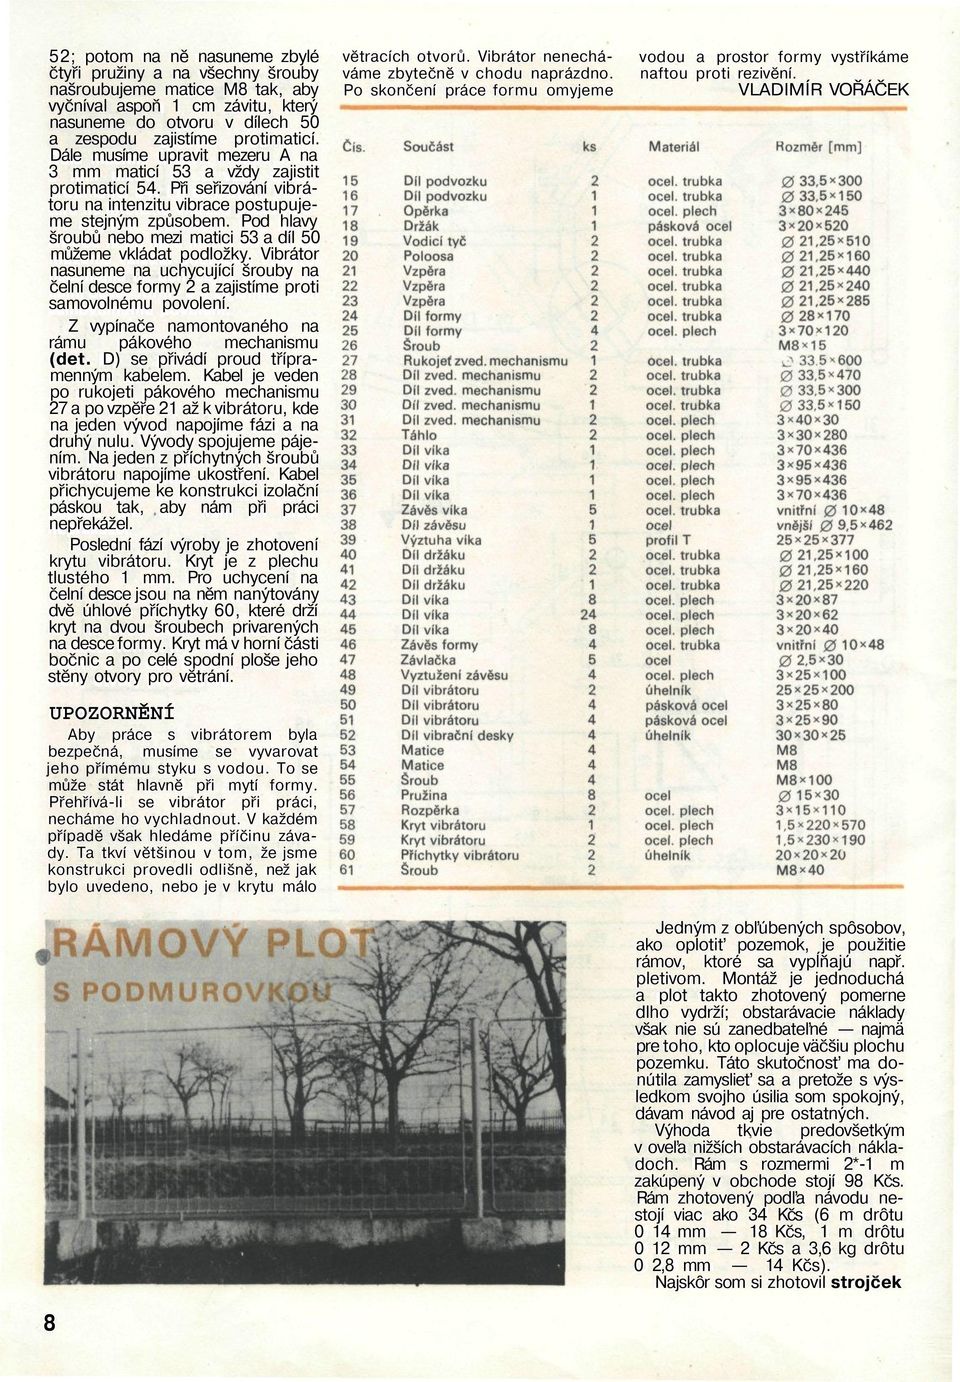 52; potom na ně nasuneme zbylé
čtyři pružiny a na všechny šrouby
našroubujeme matice M8 tak, aby
vyčníval aspoň 1 cm závitu, který
nasuneme do otvoru v dílech 50
a zespodu zajistíme protimaticí.
Dále musíme upravit mezeru A na
3 mm maticí 53 a vždy zajistit
protimaticí 54. Při seřizování vibrá-
toru na intenzitu vibrace postupuje-
me stejným způsobem. Pod hlavy
šroubů nebo mezi matici 53 a díl 50
můžeme vkládat podložky. Vibrátor
nasuneme na uchycující šrouby na
čelní desce formy 2 a zajistíme proti
samovolnému povolení.
Z vypínače namontovaného na
rámu pákového mechanismu
(det. D) se přivádí proud třípra-
menným kabelem. Kabel je veden
po rukojeti pákového mechanismu
27 a po vzpěře 21 až k vibrátoru, kde
na jeden vývod napojíme fázi a na
druhý nulu. Vývody spojujeme páje-
ním. Na jeden z příchytných šroubů
vibrátoru napojíme ukostření. Kabel
přichycujeme ke konstrukci izolační
páskou tak, aby nám při práci
nepřekážel.
Poslední fází výroby je zhotovení
krytu vibrátoru. Kryt je z plechu
tlustého 1 mm. Pro uchycení na
čelní desce jsou na něm nanýtovány
dvě úhlové příchytky 60, které drží
kryt na dvou šroubech privarených
na desce formy. Kryt má v horní části
bočnic a po celé spodní ploše jeho
stěny otvory pro větrání.
UPOZORNĚNÍ
Aby práce s vibrátorem byla
bezpečná, musíme se vyvarovat
jeho přímému styku s vodou. To se
může stát hlavně při mytí formy.
Přehřívá-li se vibrátor při práci,
necháme ho vychladnout. V každém
případě však hledáme příčinu záva-
dy. Ta tkví většinou v tom, že jsme
konstrukci provedli odlišně, než jak
bylo uvedeno, nebo je v krytu málo
větracích otvorů. Vibrátor nenechá-
váme zbytečně v chodu naprázdno.
Po skončení práce formu omyjeme
vodou a prostor formy vystříkáme
naftou proti rezivění.
VLADIMÍR VOŘÁČEK
Čís. Součást ks Materiál Rozměr [mm]
15 Díl podvozku 2 ocel. trubka ∅ 33,5×300
16 Díl podvozku 1 ocel. trubka ∅ 33,5×150
17 Opěrka 1 ocel. plech 3×80×245
18 Držák 1 pásková ocel 3×20×520
19 Vodicí tyč 2 ocel. trubka ∅ 21,25×510
20 Poloosa 2 ocel. trubka ∅ 21,25×160
21 Vzpěra 2 ocel. trubka ∅ 21,25×440
22 Vzpěra 2 ocel. trubka ∅ 21,25×240
23 Vzpěra 2 ocel. trubka ∅ 21,25×285
24 Díl formy 2 ocel. trubka ∅ 28×170
25 Díl formy 4 ocel. plech 3×70×120
26 Šroub 2 M8×15
27 Rukojeť zved. mechanismu 1 ocel. trubka ∅ 33,5×600
28 Díl zved. mechanismu 2 ocel. trubka ∅ 33,5×470
29 Díl zved. mechanismu 2 ocel. trubka ∅ 33,5×300
30 Díl zved. mechanismu 1 ocel. trubka ∅ 33,5×150
31 Díl zved. mechanismu 2 ocel. plech 3×40×30
32 Táhlo 2 ocel. plech 3×30×280
33 Díl víka 1 ocel. plech 3×70×436
34 Díl víka 1 ocel. plech 3×95×436
35 Díl víka 1 ocel. plech 3×95×436
36 Díl víka 1 ocel. plech 3×70×436
37 Závěs víka 5 ocel. trubka vnitřní ∅ 10×48
38 Díl závěsu 1 ocel vnější ∅ 9,5×462
39 Výztuha víka 5 profil T 25×25×377
40 Díl držáku 2 ocel. trubka ∅ 21,25×100
41 Díl držáku 2 ocel. trubka ∅ 21,25×160
42 Díl držáku 1 ocel. trubka ∅ 21,25×220
43 Díl víka 8 ocel. plech 3×20×87
44 Díl víka 24 ocel. plech 3×20×62
45 Díl víka 8 ocel. plech 3×20×40
46 Závěs formy 4 ocel. trubka vnitřní ∅ 10×48
47 Závlačka 5 ocel ∅ 2,5×30
48 Vyztužení závěsu 4 ocel. plech 3×25×100
49 Díl vibrátoru 2 úhelník 25×25×200
50 Díl vibrátoru 4 pásková ocel 3×25×80
51 Díl vibrátoru 4 pásková ocel 3×25×90
52 Díl vibrační desky 4 úhelník 30×30×25
53 Matice 4 M8
54 Matice 4 M8
55 Šroub 4 M8×100
56 Pružina 8 ocel ∅ 15×30
57 Rozpěrka 2 ocel. plech 3×15×110
58 Kryt vibrátoru 1 ocel. plech 1,5×220×570
59 Kryt vibrátoru 2 ocel. plech 1,5×230×190
60 Příchytky vibrátoru 2 úhelník 20×20×20
61 Šroub 2 M8×40
RÁMOVÝ PLOT
S PODMUROVKOU
Jedným z obľúbených spôsobov,
ako oplotiť pozemok, je použitie
rámov, ktoré sa vypĺňajú např.
pletivom. Montáž je jednoduchá
a plot takto zhotovený pomerne
dlho vydrží; obstarávacie náklady
však nie sú zanedbateľné — najmä
pre toho, kto oplocuje väčšiu plochu
pozemku. Táto skutočnosť ma do-
nútila zamyslieť sa a pretože s výs-
ledkom svojho úsilia som spokojný,
dávam návod aj pre ostatných.
Výhoda tkvie predovšetkým
v oveľa nižších obstarávacích nákla-
doch. Rám s rozmermi 2*-1 m
zakúpený v obchode stojí 98 Kčs.
Rám zhotovený podľa návodu ne-
stojí viac ako 34 Kčs (6 m drôtu
0 14 mm — 18 Kčs, 1 m drôtu
0 12 mm — 2 Kčs a 3,6 kg drôtu
0 2,8 mm — 14 Kčs).
Najskôr som si zhotovil strojček
8